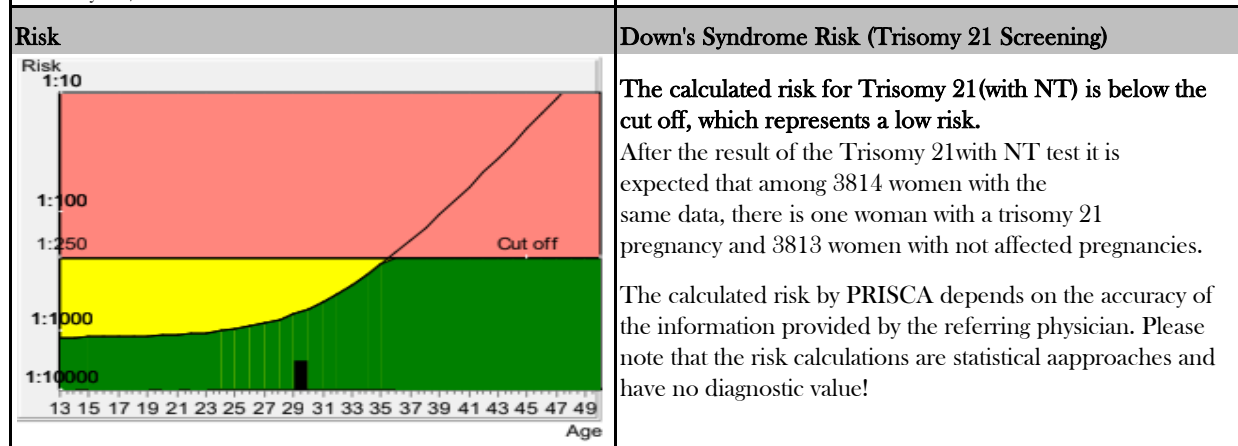 Risk
Down's Syndrome Risk (Trisomy 21 Screening)
Risk
1:10
1:100
1:250
Cut off
1:1000
1:10000
13 15 17 19 21 23 25 27 29 31 33 35 37 39 41 43 45 47 49
Age
The calculated risk for Trisomy 21(with NT) is below the
cut off, which represents a low risk.
After the result of the Trisomy 21with NT test it is
expected that among 3814 women with the
same data, there is one woman with a trisomy 21
pregnancy and 3813 women with not affected pregnancies.
The calculated risk by PRISCA depends on the accuracy of
the information provided by the referring physician. Please
note that the risk calculations are statistical aapproaches and
have no diagnostic value!